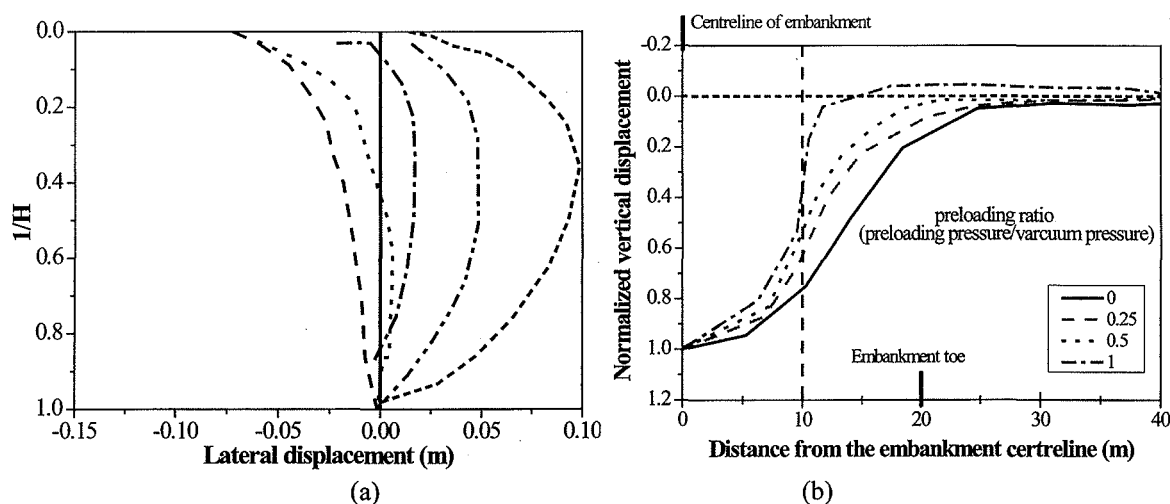 0.0
0.2
0.4
0.6
0.8
1.0
1/H
-0.15
-0.10
-0.05
0.00
0.05
0.10
Lateral displacement (m)
(a)
Centreline of embankment
-0.2
0.0
0.2
0.4
0.6
0.8
1.0
1.2
Normalized vertical displacement
preloading ratio
(preloading pressure/varcuum pressure)
0
0.25
0.5
1
Embankment toe
0
10
20
30
40
Distance from the embankment certreline (m)
(b)